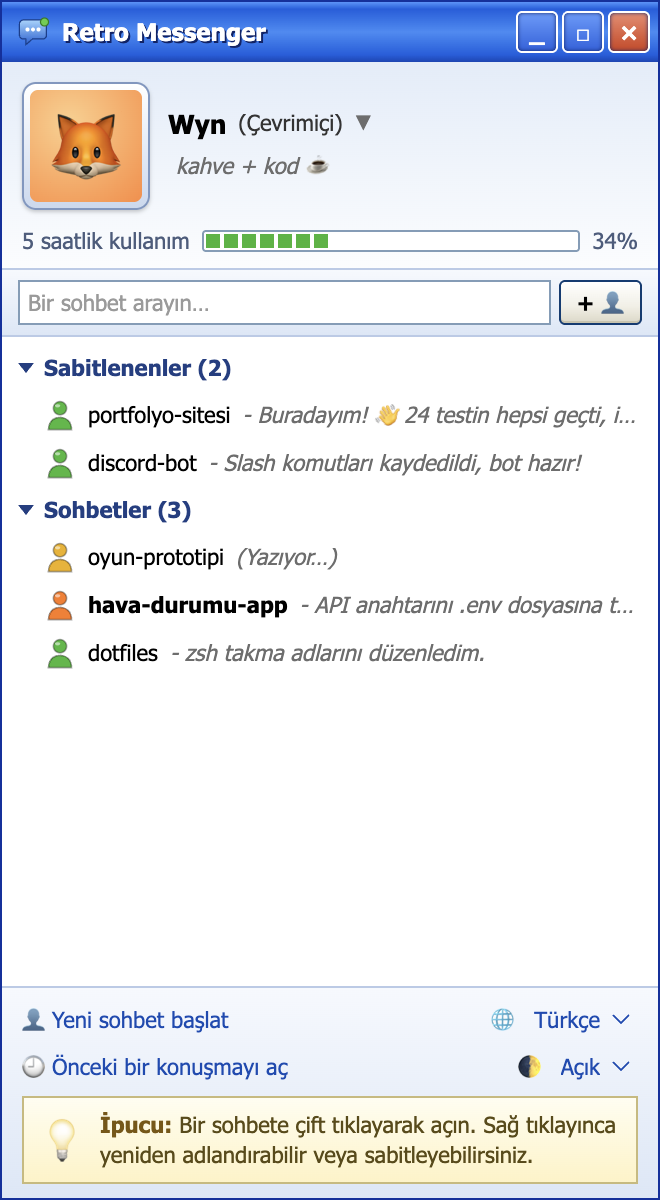 Retro Messenger
Wyn (Çevrimiçi) ▼
kahve + kod ☕
5 saatlik kullanım 34%
Bir sohbet arayın...
+
Sabitlenenler (2)
portfolyo-sitesi - Buradayım! 👋 24 testin hepsi geçti, i...
discord-bot - Slash komutları kaydedildi, bot hazır!
Sohbetler (3)
oyun-prototipi (Yazıyor...)
hava-durumu-app - API anahtarını .env dosyasına t...
dotfiles - zsh takma adlarını düzenledim.
Yeni sohbet başlat Türkçe
Önceki bir konuşmayı aç Açık
İpucu: Bir sohbete çift tıklayarak açın. Sağ tıklayınca
yeniden adlandırabilir veya sabitleyebilirsiniz.